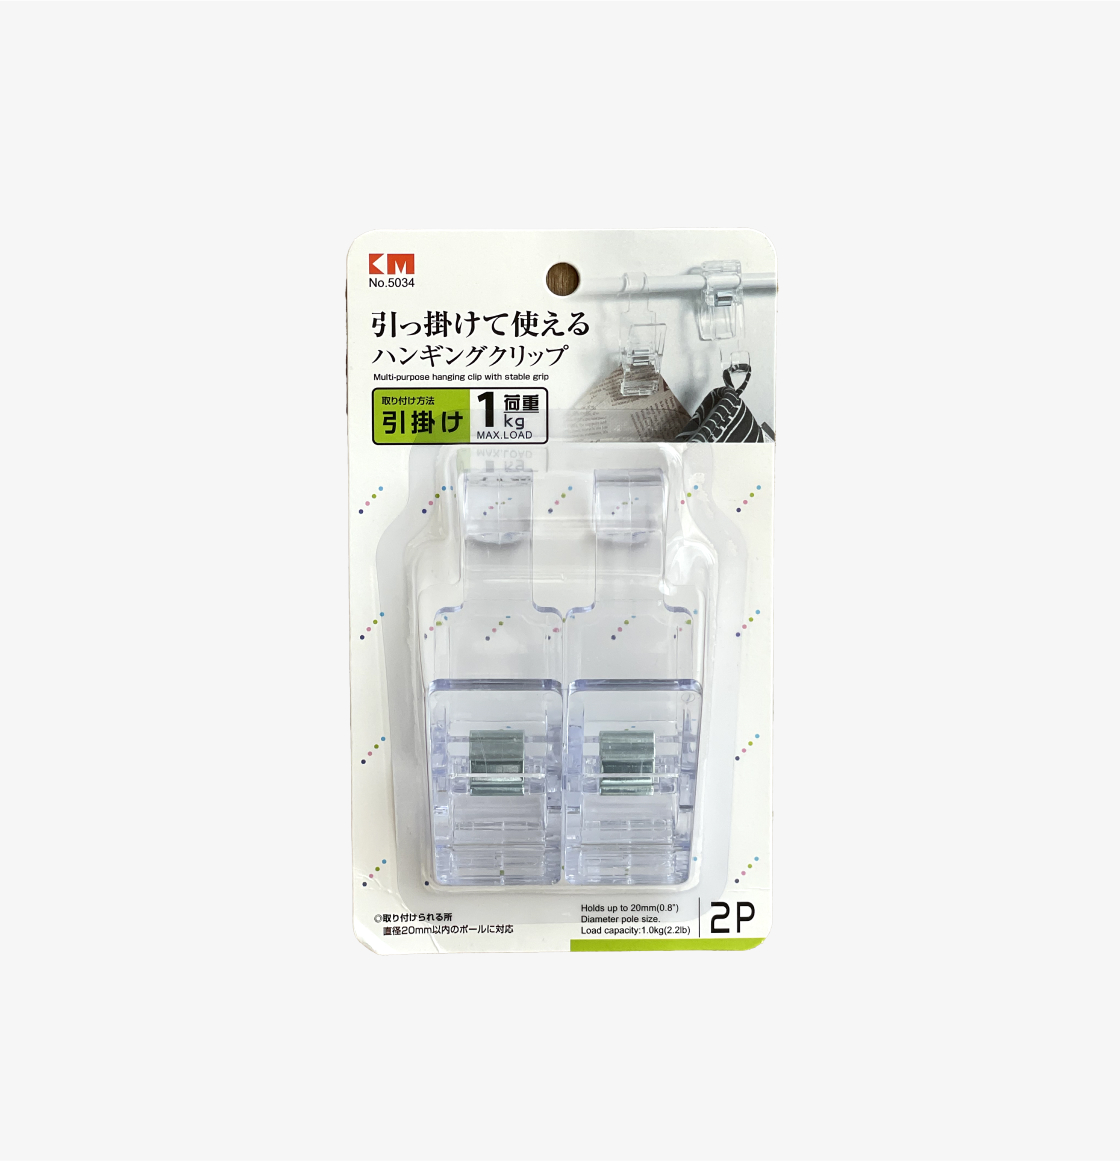 KM
No.5034
引っ掛けて使える
ハンギングクリップ
Multi-purpose hanging clip with stable grip
取り付け方法
引掛け
1kg 荷重
MAX.LOAD
◎取り付けられる所
直径20mm以内のポールに対応
Holds up to 20mm(0.8")
Diameter pole size.
Load capacity:1.0kg(2.2lb)
2P